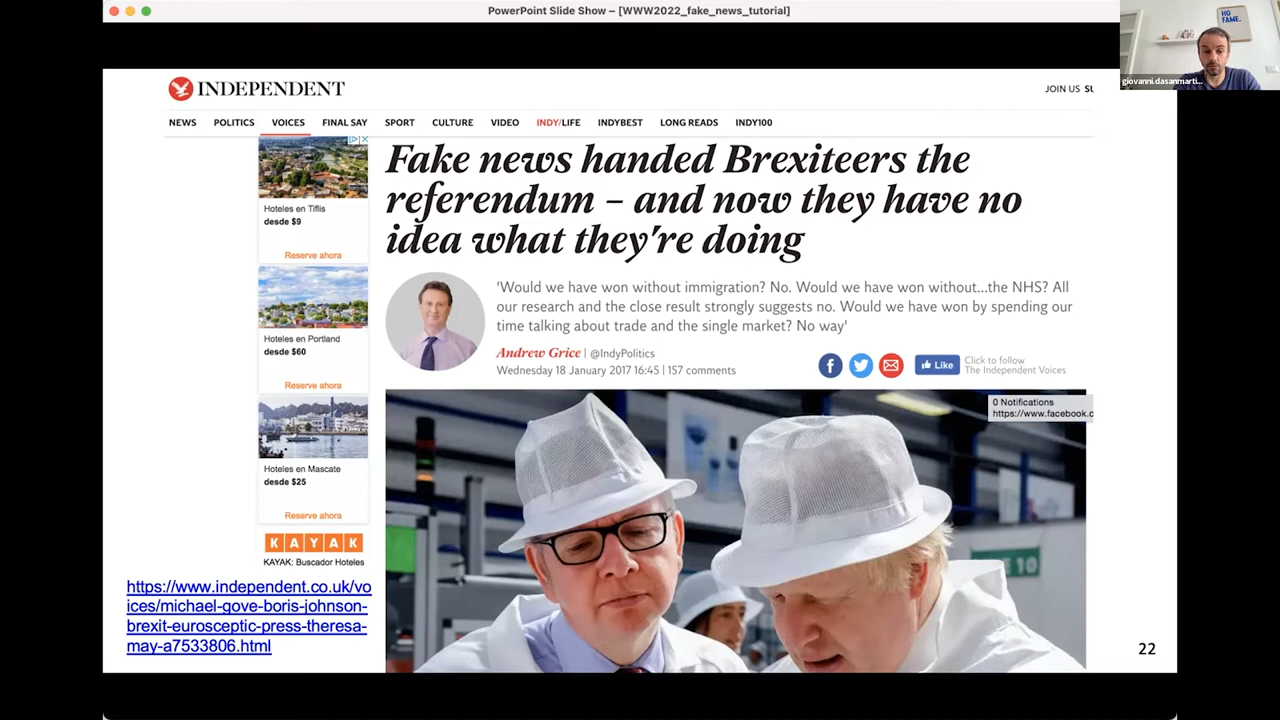 PowerPoint Slide Show – [WWW2022_fake_news_tutorial]
HO
FAME.
giovanni.dasanmarti...
INDEPENDENT
JOIN US
NEWS POLITICS VOICES FINAL SAY SPORT CULTURE VIDEO INDY/LIFE INDYBEST LONG READS INDY100
Fake news handed Brexiteers the
referendum – and now they have no
idea what they're doing
'Would we have won without immigration? No. Would we have won without...the NHS? All
our research and the close result strongly suggests no. Would we have won by spending our
time talking about trade and the single market? No way'
Andrew Grice | @IndyPolitics
Wednesday 18 January 2017 16:45 | 157 comments
f
Like
Click to follow
The Independent Voices
0 Notifications
https://www.facebook.c
Hoteles en Tiflis
desde $9
Reserve ahora
Hoteles en Portland
desde $60
Reserve ahora
Hoteles en Mascate
desde $25
Reserve ahora
KAYAK
KAYAK: Buscador Hoteles
https://www.independent.co.uk/vo
ices/michael-gove-boris-johnson-
brexit-eurosceptic-press-theresa-
may-a7533806.html
10
22